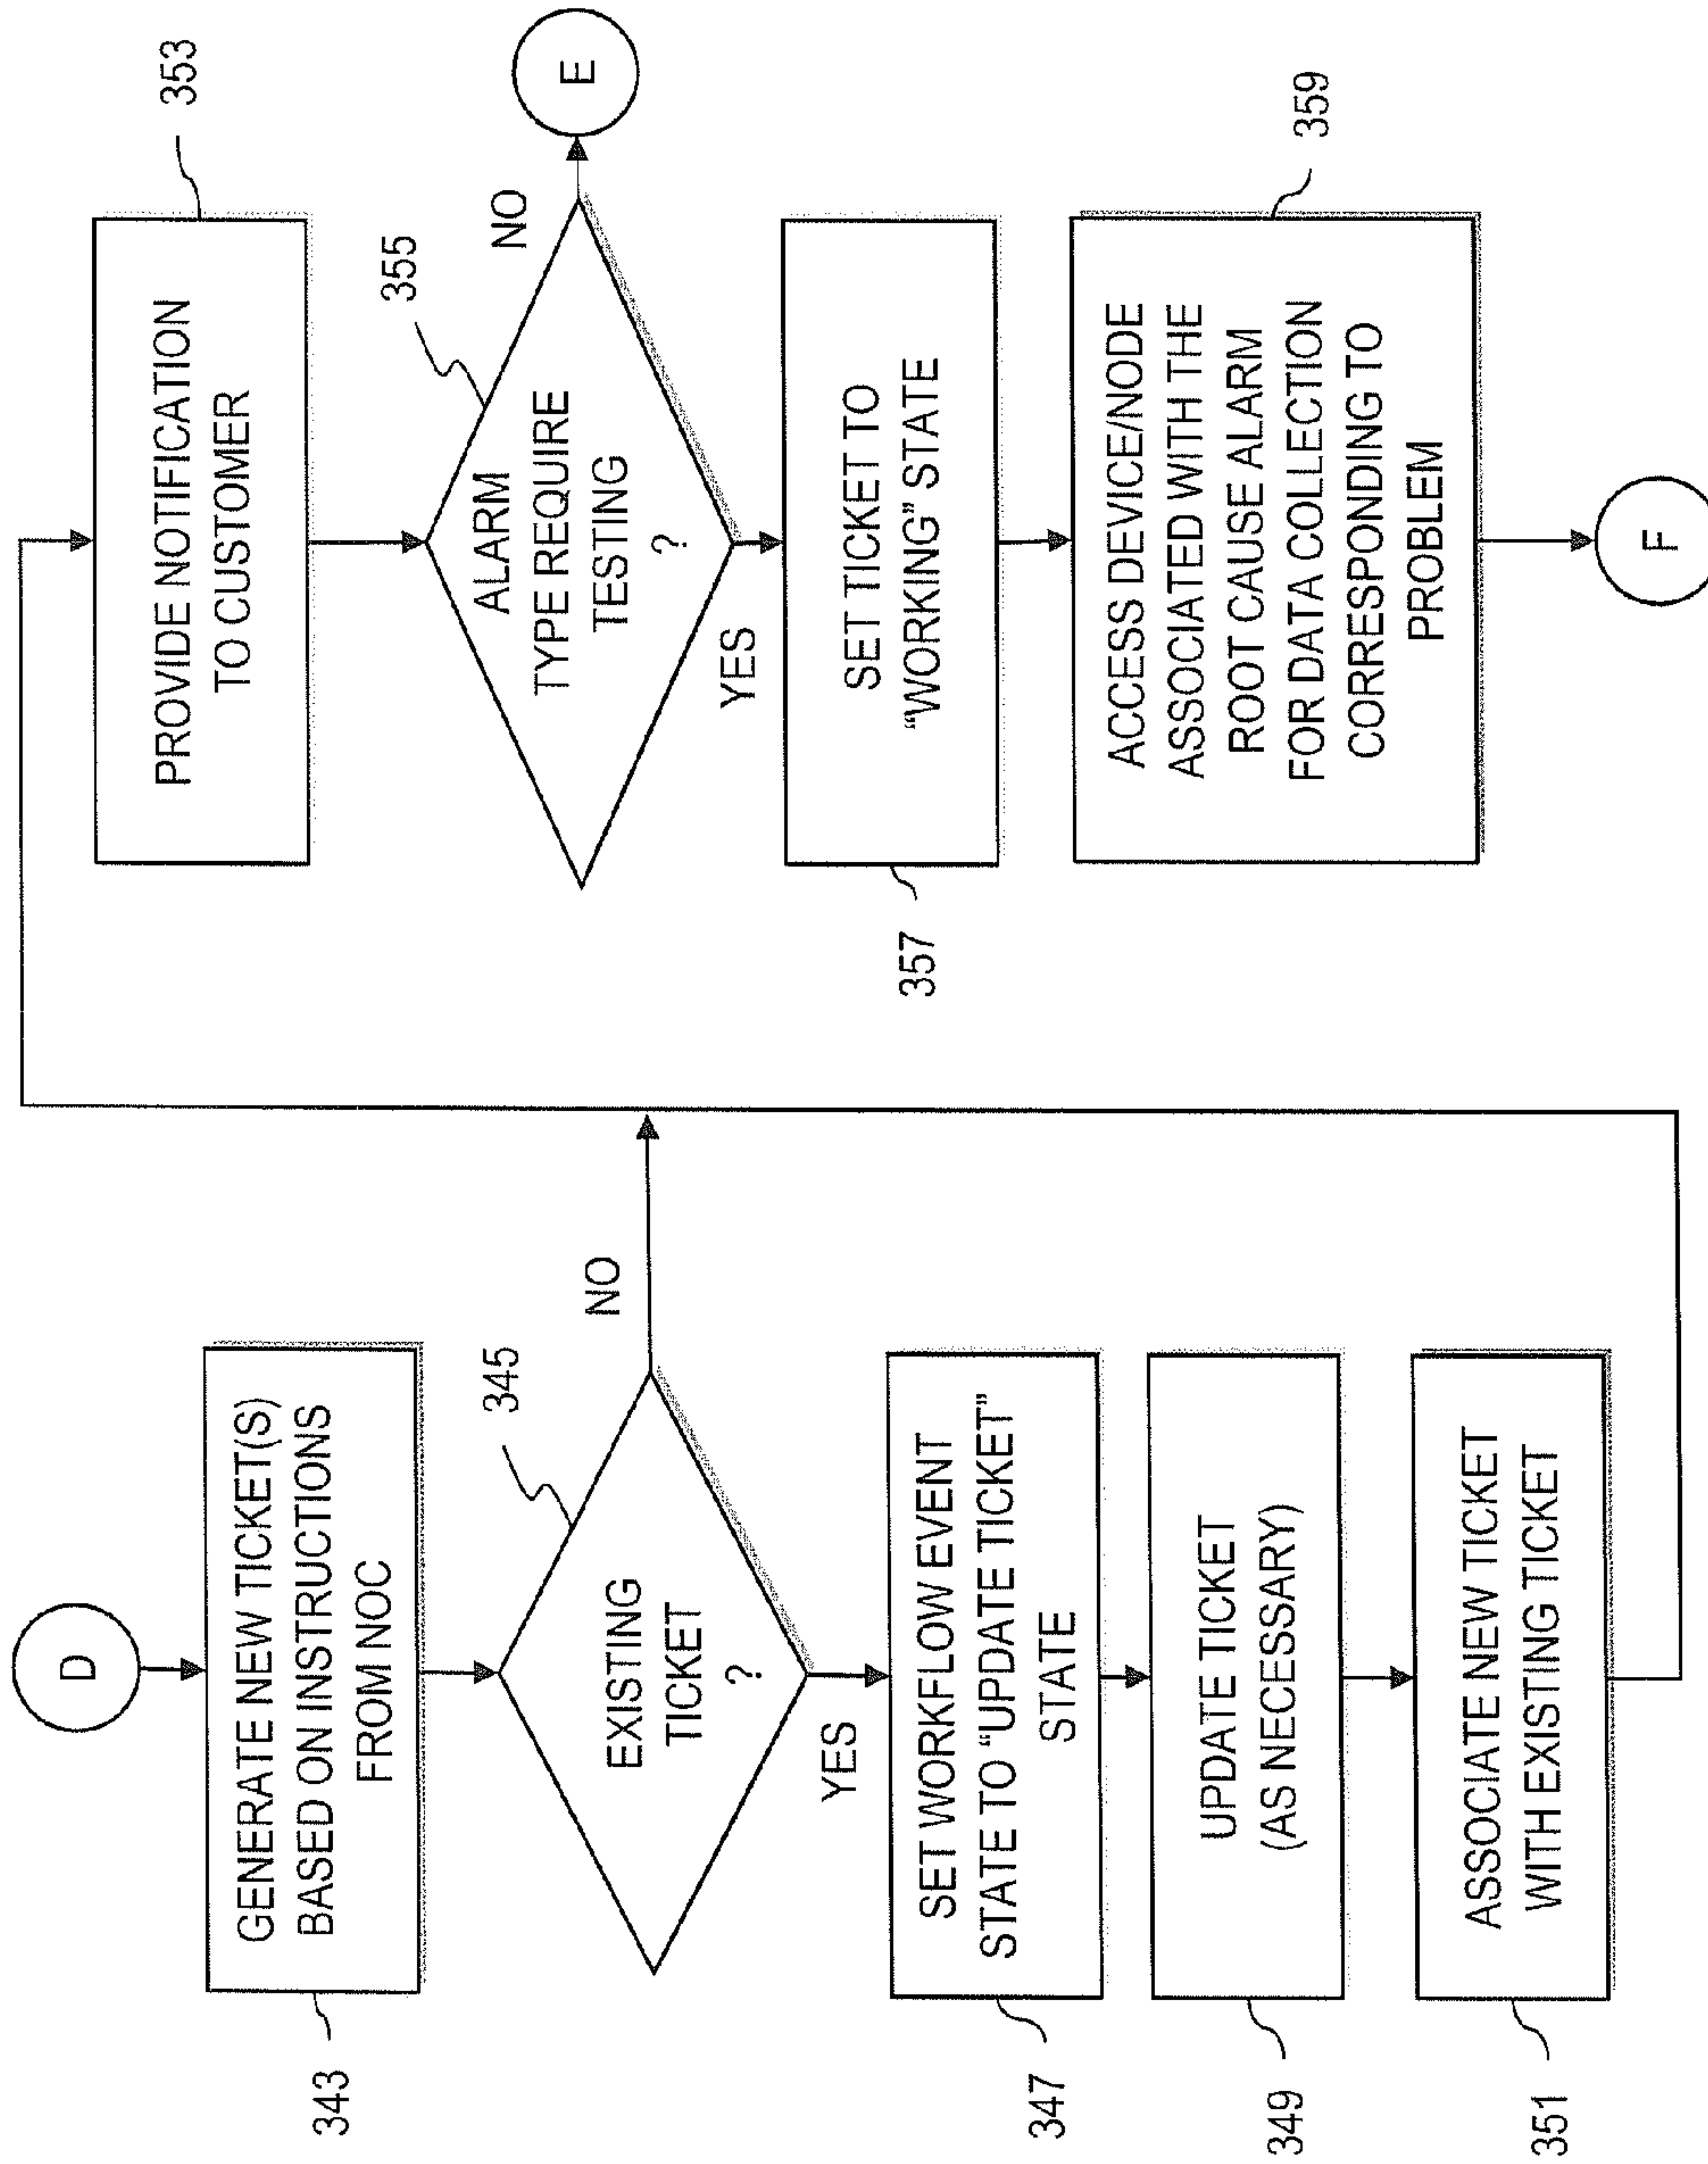 D
GENERATE NEW TICKET(S)
BASED ON INSTRUCTIONS
FROM NOC
343
EXISTING
TICKET
?
345
NO
YES
SET WORKFLOW EVENT
STATE TO "UPDATE TICKET"
STATE
347
UPDATE TICKET
(AS NECESSARY)
349
ASSOCIATE NEW TICKET
WITH EXISTING TICKET
351
PROVIDE NOTIFICATION
TO CUSTOMER
353
ALARM
TYPE REQUIRE
TESTING
?
355
NO
E
YES
SET TICKET TO
“WORKING” STATE
357
ACCESS DEVICE/NODE
ASSOCIATED WITH THE
ROOT CAUSE ALARM
FOR DATA COLLECTION
CORRESPONDING TO
PROBLEM
359
F